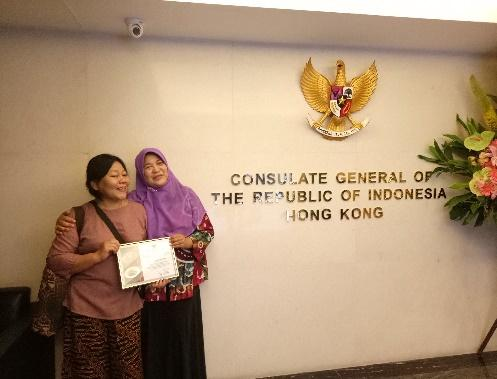 CONSULATE GENERAL OF
THE REPUBLIC OF INDONESIA
HONG KONG